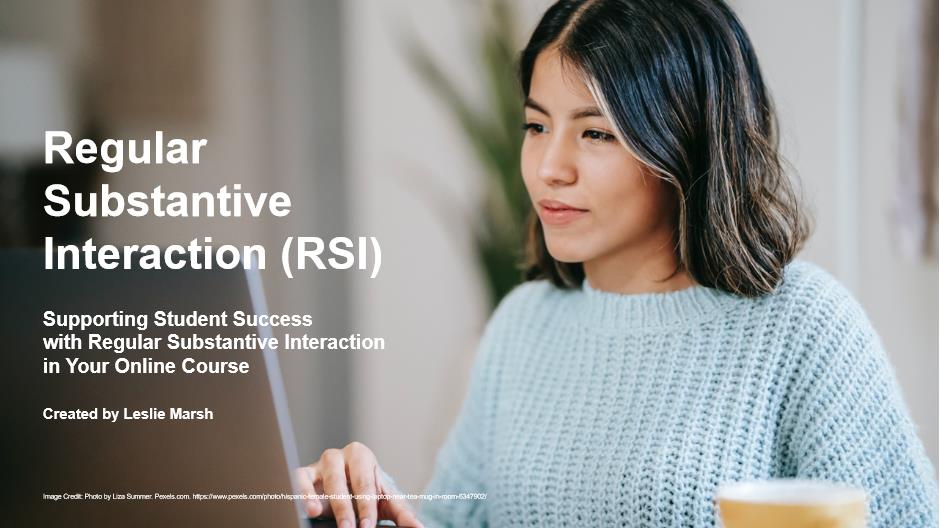 Regular
Substantive
Interaction (RSI)
Supporting Student Success
with Regular Substantive Interaction
in Your Online Course
Created by Leslie Marsh
Image Credit: Photo by Liza Summer. Pexels.com. https://www.pexels.com/photo/hispanic-female-student-using-laptop-near-tea-mug-in-room-6347902/